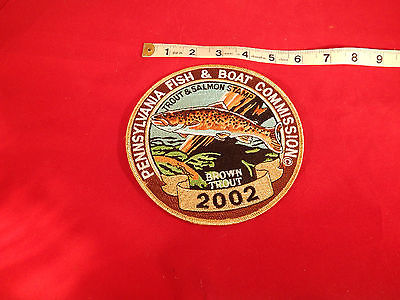 1 2 3 4 5 6 7 8 9
PENNSYLVANIA FISH & BOAT COMMISSION©
TROUT & SALMON STAMP
BROWN
TROUT
2002